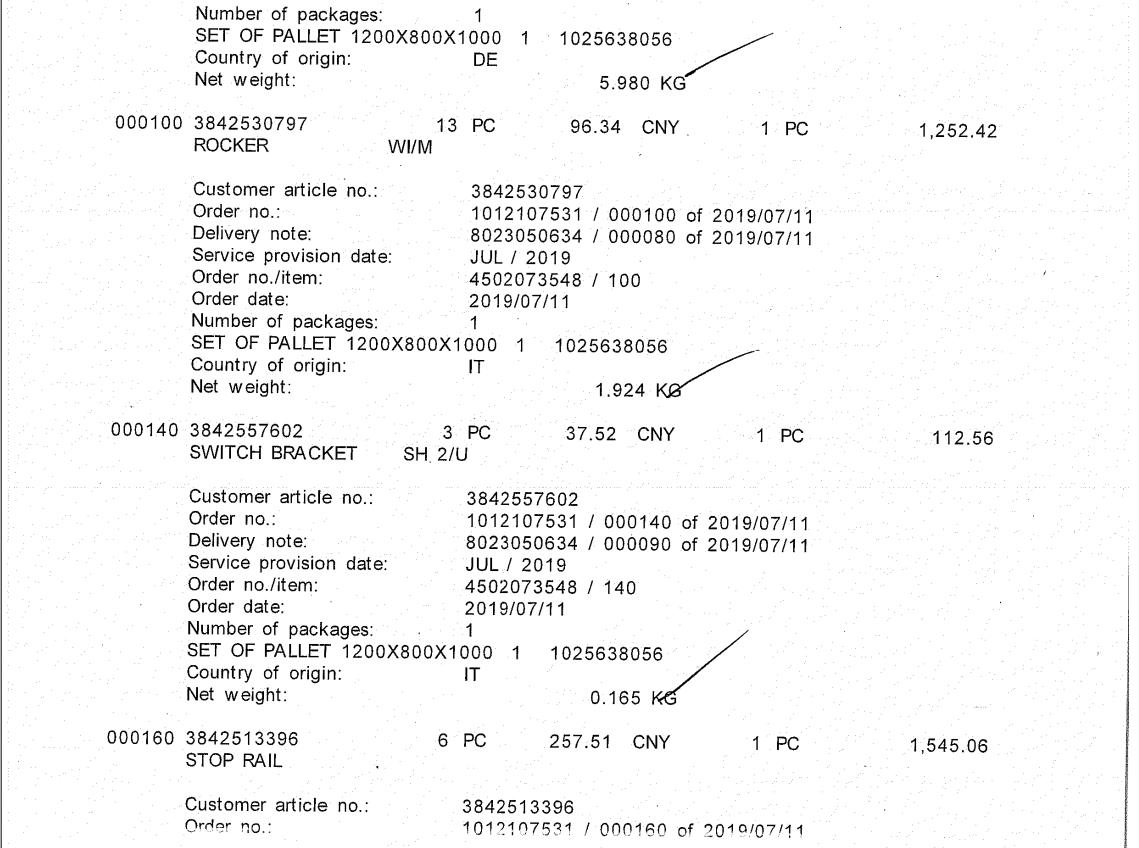 Number of packages: 1
SET OF PALLET 1200X800X1000 1 1025638056
Country of origin: DE
Net weight: 5.980 KG
000100 3842530797 13 PC 96.34 CNY 1 PC 1,252.42
ROCKER WI/M
Customer article no.: 3842530797
Order no.: 1012107531 / 000100 of 2019/07/11
Delivery note: 8023050634 / 000080 of 2019/07/11
Service provision date: JUL / 2019
Order no./item: 4502073548 / 100
Order date: 2019/07/11
Number of packages: 1
SET OF PALLET 1200X800X1000 1 1025638056
Country of origin: IT
Net weight: 1.924 KG
000140 3842557602 3 PC 37.52 CNY 1 PC 112.56
SWITCH BRACKET SH 2/U
Customer article no.: 3842557602
Order no.: 1012107531 / 000140 of 2019/07/11
Delivery note: 8023050634 / 000090 of 2019/07/11
Service provision date: JUL / 2019
Order no./item: 4502073548 / 140
Order date: 2019/07/11
Number of packages: 1
SET OF PALLET 1200X800X1000 1 1025638056
Country of origin: IT
Net weight: 0.165 KG
000160 3842513396 6 PC 257.51 CNY 1 PC 1,545.06
STOP RAIL
Customer article no.: 3842513396
Order no.: 1012107531 / 000160 of 2019/07/11